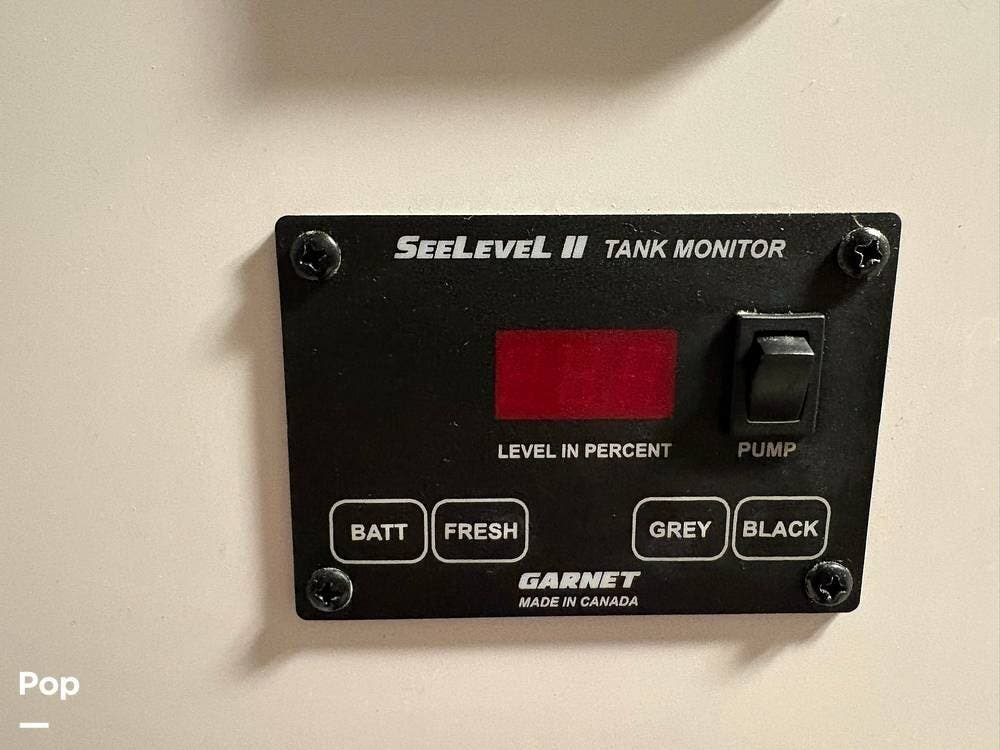 SEELEVEL II TANK MONITOR
LEVEL IN PERCENT
PUMP
BATT FRESH GREY BLACK
GARNET
MADE IN CANADA
Pop